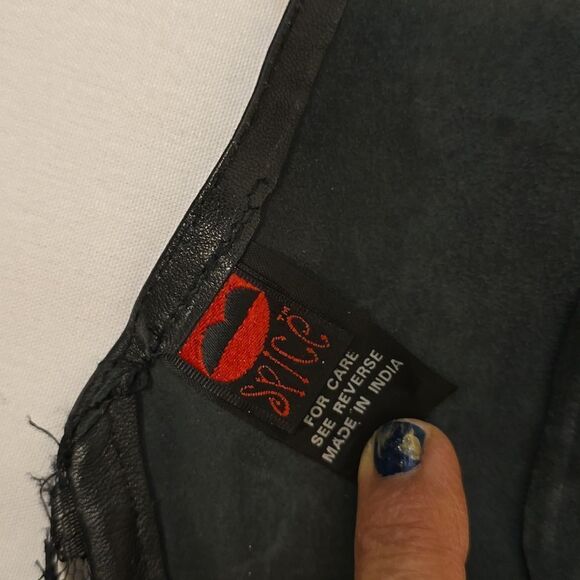 SPICE™
FOR CARE
SEE REVERSE
MADE IN INDIA